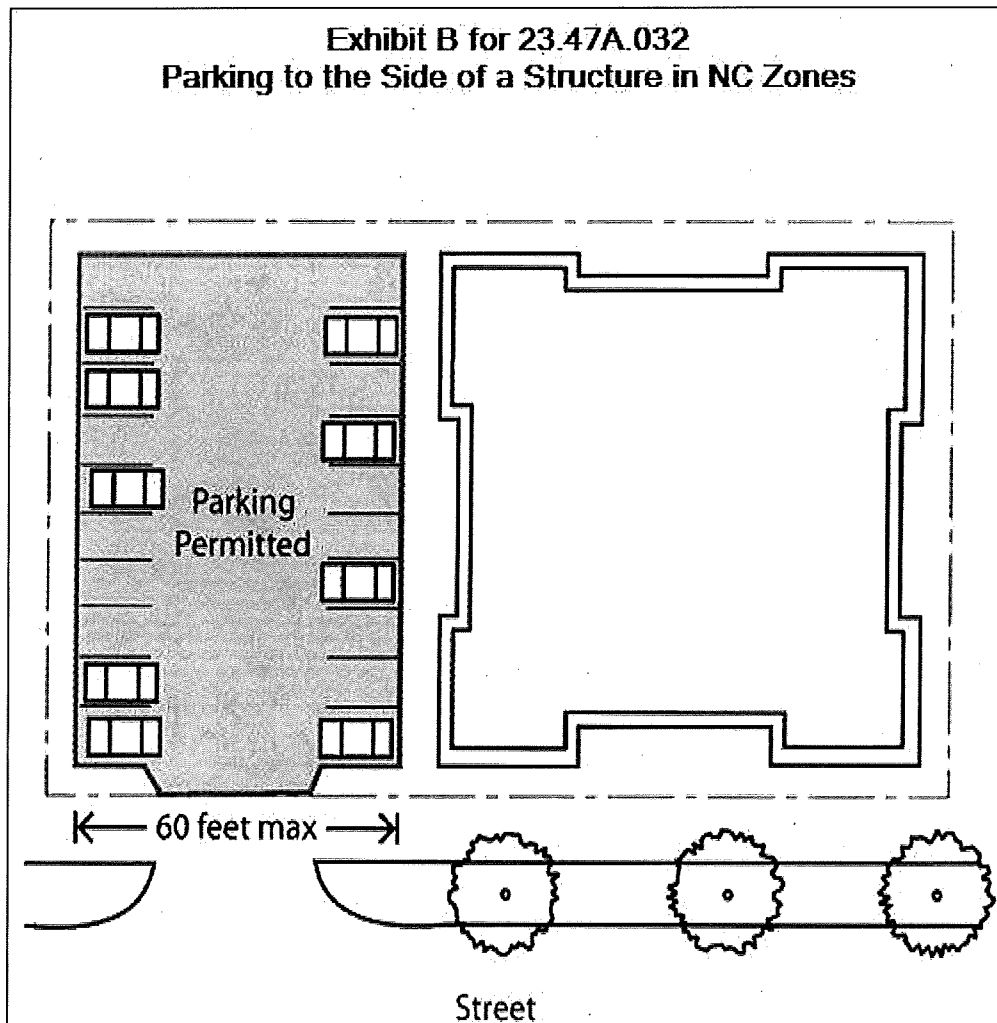 Exhibit B for 23.47A.032
Parking to the Side of a Structure in NC Zones
Parking
Permitted
60 feet max
Street